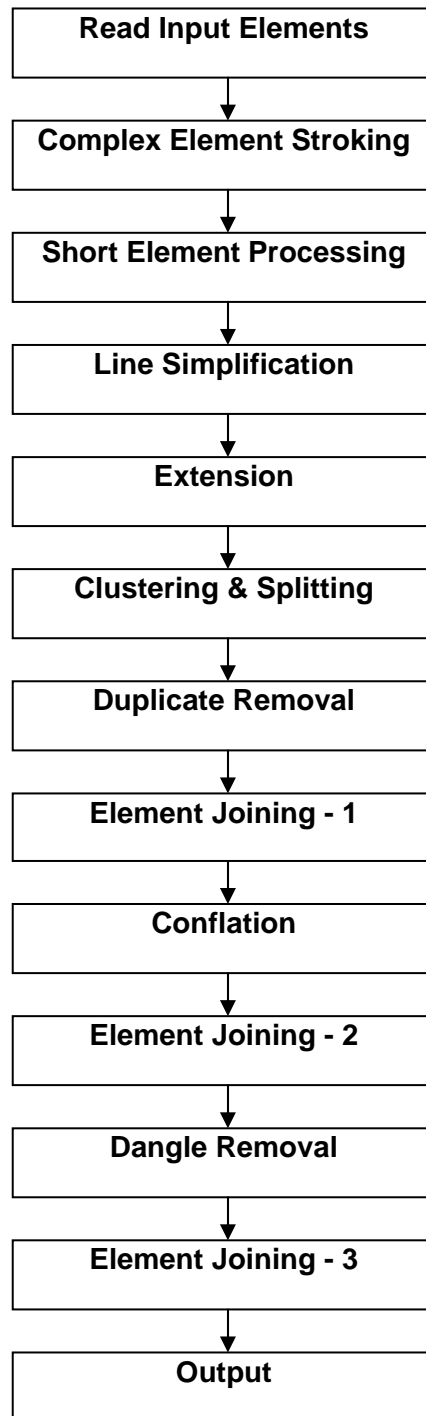 Read Input Elements
Complex Element Stroking
Short Element Processing
Line Simplification
Extension
Clustering & Splitting
Duplicate Removal
Element Joining - 1
Conflation
Element Joining - 2
Dangle Removal
Element Joining - 3
Output